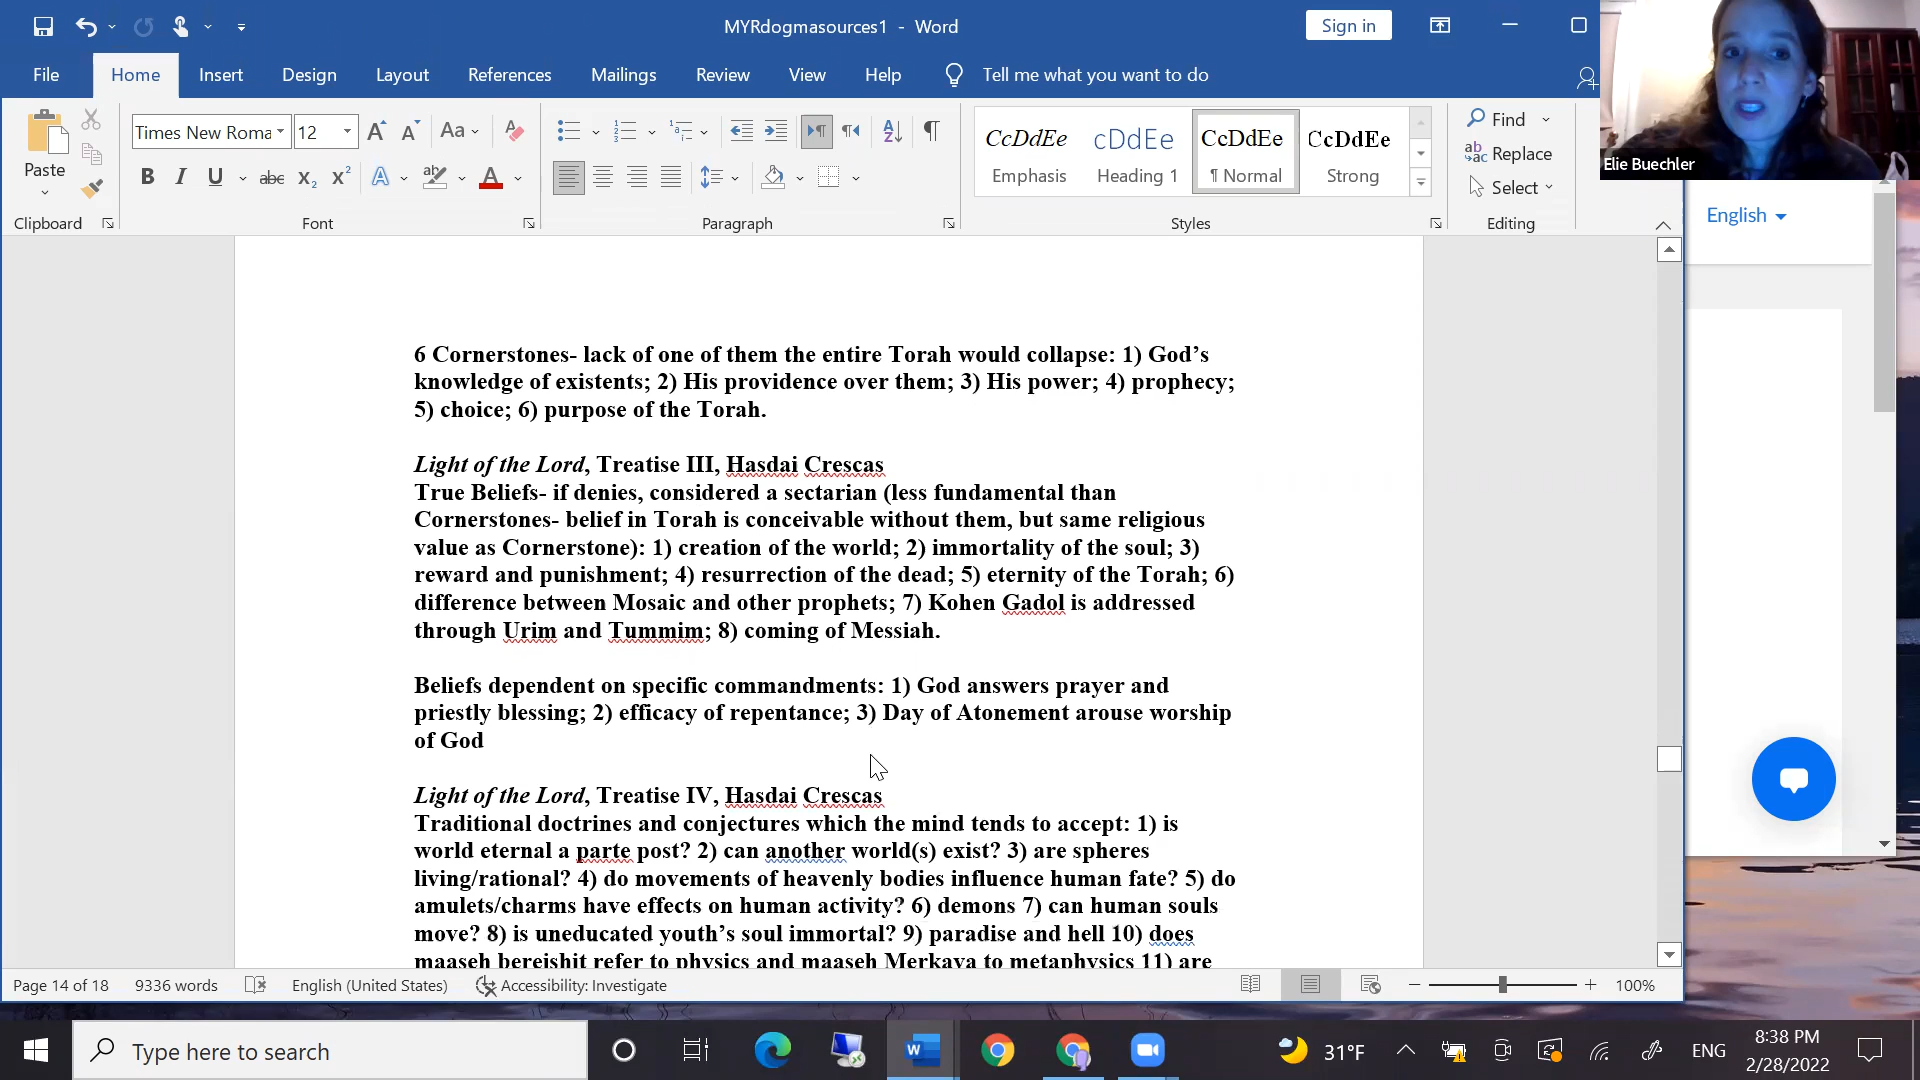 MYRdogmasources1 - Word
Sign in
File Home Insert Design Layout References Mailings Review View Help Tell me what you want to do
Times New Roma 12 Aa
Paste
B I U abc X2 X2 A ab A
Clipboard Font Paragraph Styles Editing
CcDdEe CcDdEe CcDdEe CcDdEe
Emphasis Heading 1 ¶ Normal Strong
Find
Replace
Select
Elie Buechler
English
6 Cornerstones- lack of one of them the entire Torah would collapse: 1) God’s
knowledge of existents; 2) His providence over them; 3) His power; 4) prophecy;
5) choice; 6) purpose of the Torah.
Light of the Lord, Treatise III, Hasdai Crescas
True Beliefs- if denies, considered a sectarian (less fundamental than
Cornerstones- belief in Torah is conceivable without them, but same religious
value as Cornerstone): 1) creation of the world; 2) immortality of the soul; 3)
reward and punishment; 4) resurrection of the dead; 5) eternity of the Torah; 6)
difference between Mosaic and other prophets; 7) Kohen Gadol is addressed
through Urim and Tummim; 8) coming of Messiah.
Beliefs dependent on specific commandments: 1) God answers prayer and
priestly blessing; 2) efficacy of repentance; 3) Day of Atonement arouse worship
of God
Light of the Lord, Treatise IV, Hasdai Crescas
Traditional doctrines and conjectures which the mind tends to accept: 1) is
world eternal a parte post? 2) can another world(s) exist? 3) are spheres
living/rational? 4) do movements of heavenly bodies influence human fate? 5) do
amulets/charms have effects on human activity? 6) demons 7) can human souls
move? 8) is uneducated youth’s soul immortal? 9) paradise and hell 10) does
maaseh bereishit refer to physics and maaseh Merkava to metaphysics 11) are
Page 14 of 18 9336 words English (United States) Accessibility: Investigate 100%
Type here to search
31°F ENG
8:38 PM
2/28/2022